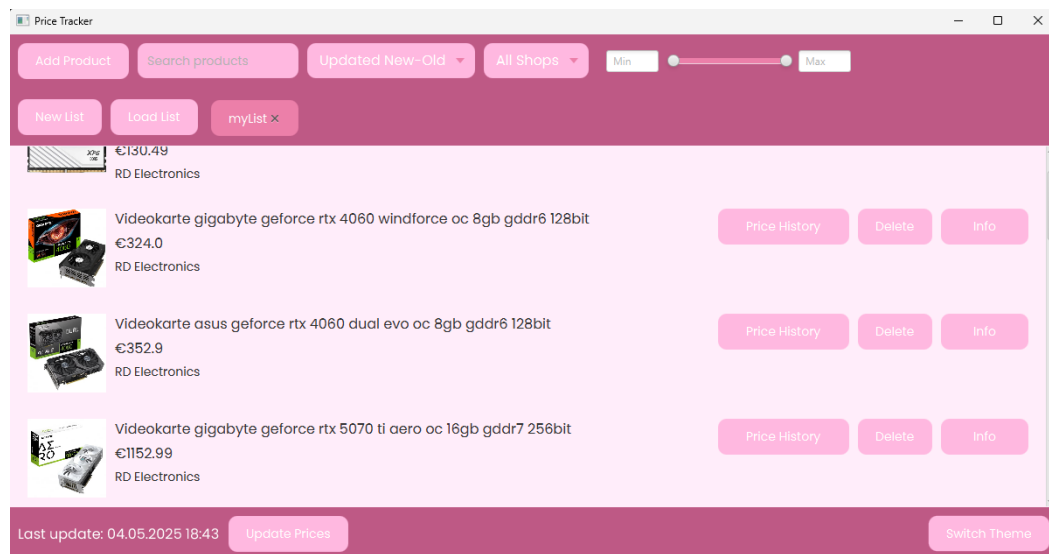 Price Tracker
Add Product
Search products
Updated New-Old
All Shops
Min
Max
New List
Load List
myList ×
€130.49
RD Electronics
Videokarte gigabyte geforce rtx 4060 windforce oc 8gb gddr6 128bit
Price History
Delete
Info
€324.0
RD Electronics
Videokarte asus geforce rtx 4060 dual evo oc 8gb gddr6 128bit
Price History
Delete
Info
€352.9
RD Electronics
Videokarte gigabyte geforce rtx 5070 ti aero oc 16gb gddr7 256bit
Price History
Delete
Info
€1152.99
RD Electronics
Last update: 04.05.2025 18:43
Update Prices
Switch Theme